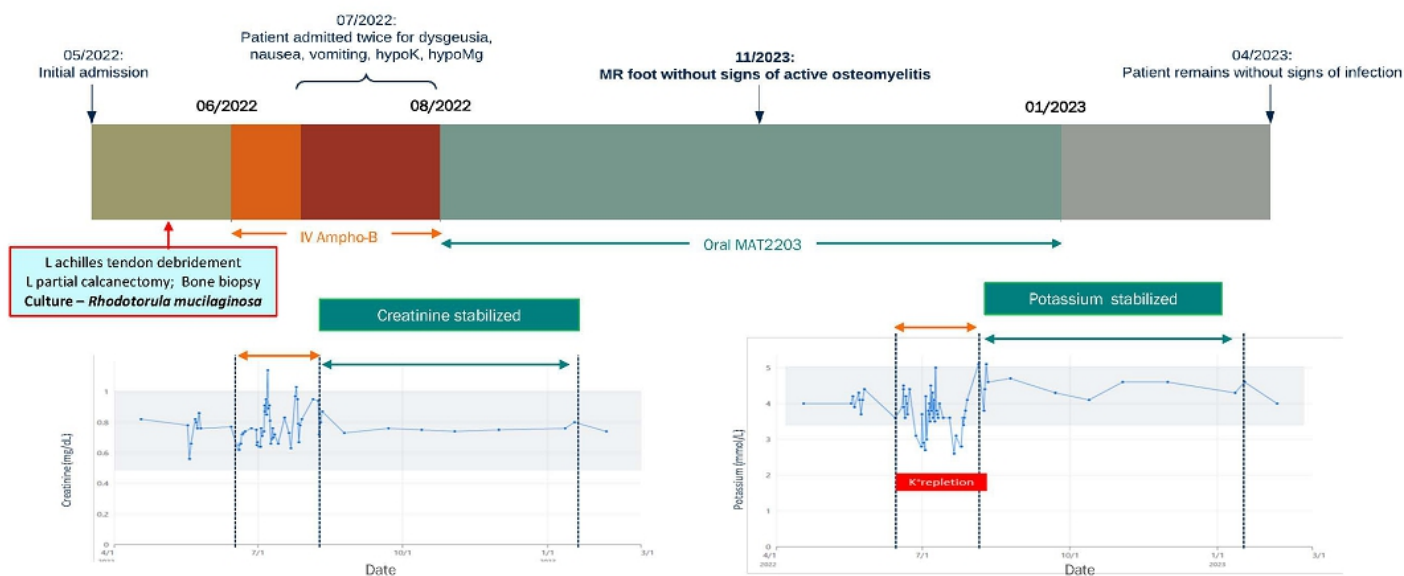 07/2022:
Patient admitted twice for dysgeusia,
nausea, vomiting, hypoK, hypoMg
05/2022:
Initial admission
11/2023:
MR foot without signs of active osteomyelitis
04/2023:
Patient remains without signs of infection
06/2022
08/2022
01/2023
IV Ampho-B
Oral MAT2203
L achilles tendon debridement
L partial calcanectomy; Bone biopsy
Culture – Rhodotorula mucilaginosa
Creatinine stabilized
Creatinine (mg/dL)
1
0.8
0.6
0.4
0.2
0
4/1
7/1
10/1
1/1
3/1
Date
Potassium stabilized
Potassium (mmol/L)
5
4
3
2
1
0
K⁺repletion
4/1
2022
7/1
10/1
1/1
2023
3/1
Date